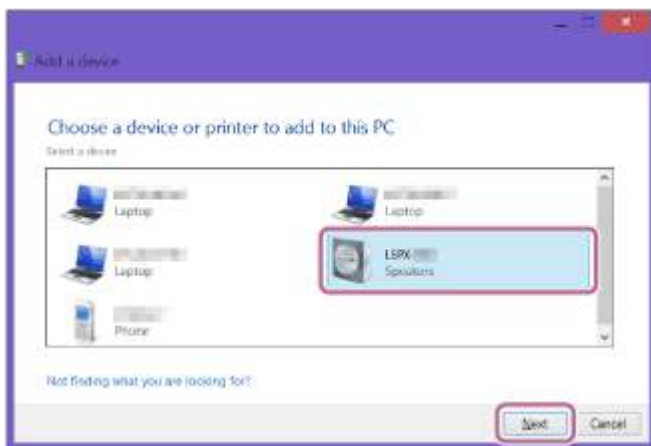 Add a device
Choose a device or printer to add to this PC
Select a device
Laptop
Laptop
Laptop
LSPX-
Speakers
Phone
Not finding what you are looking for?
Next
Cancel